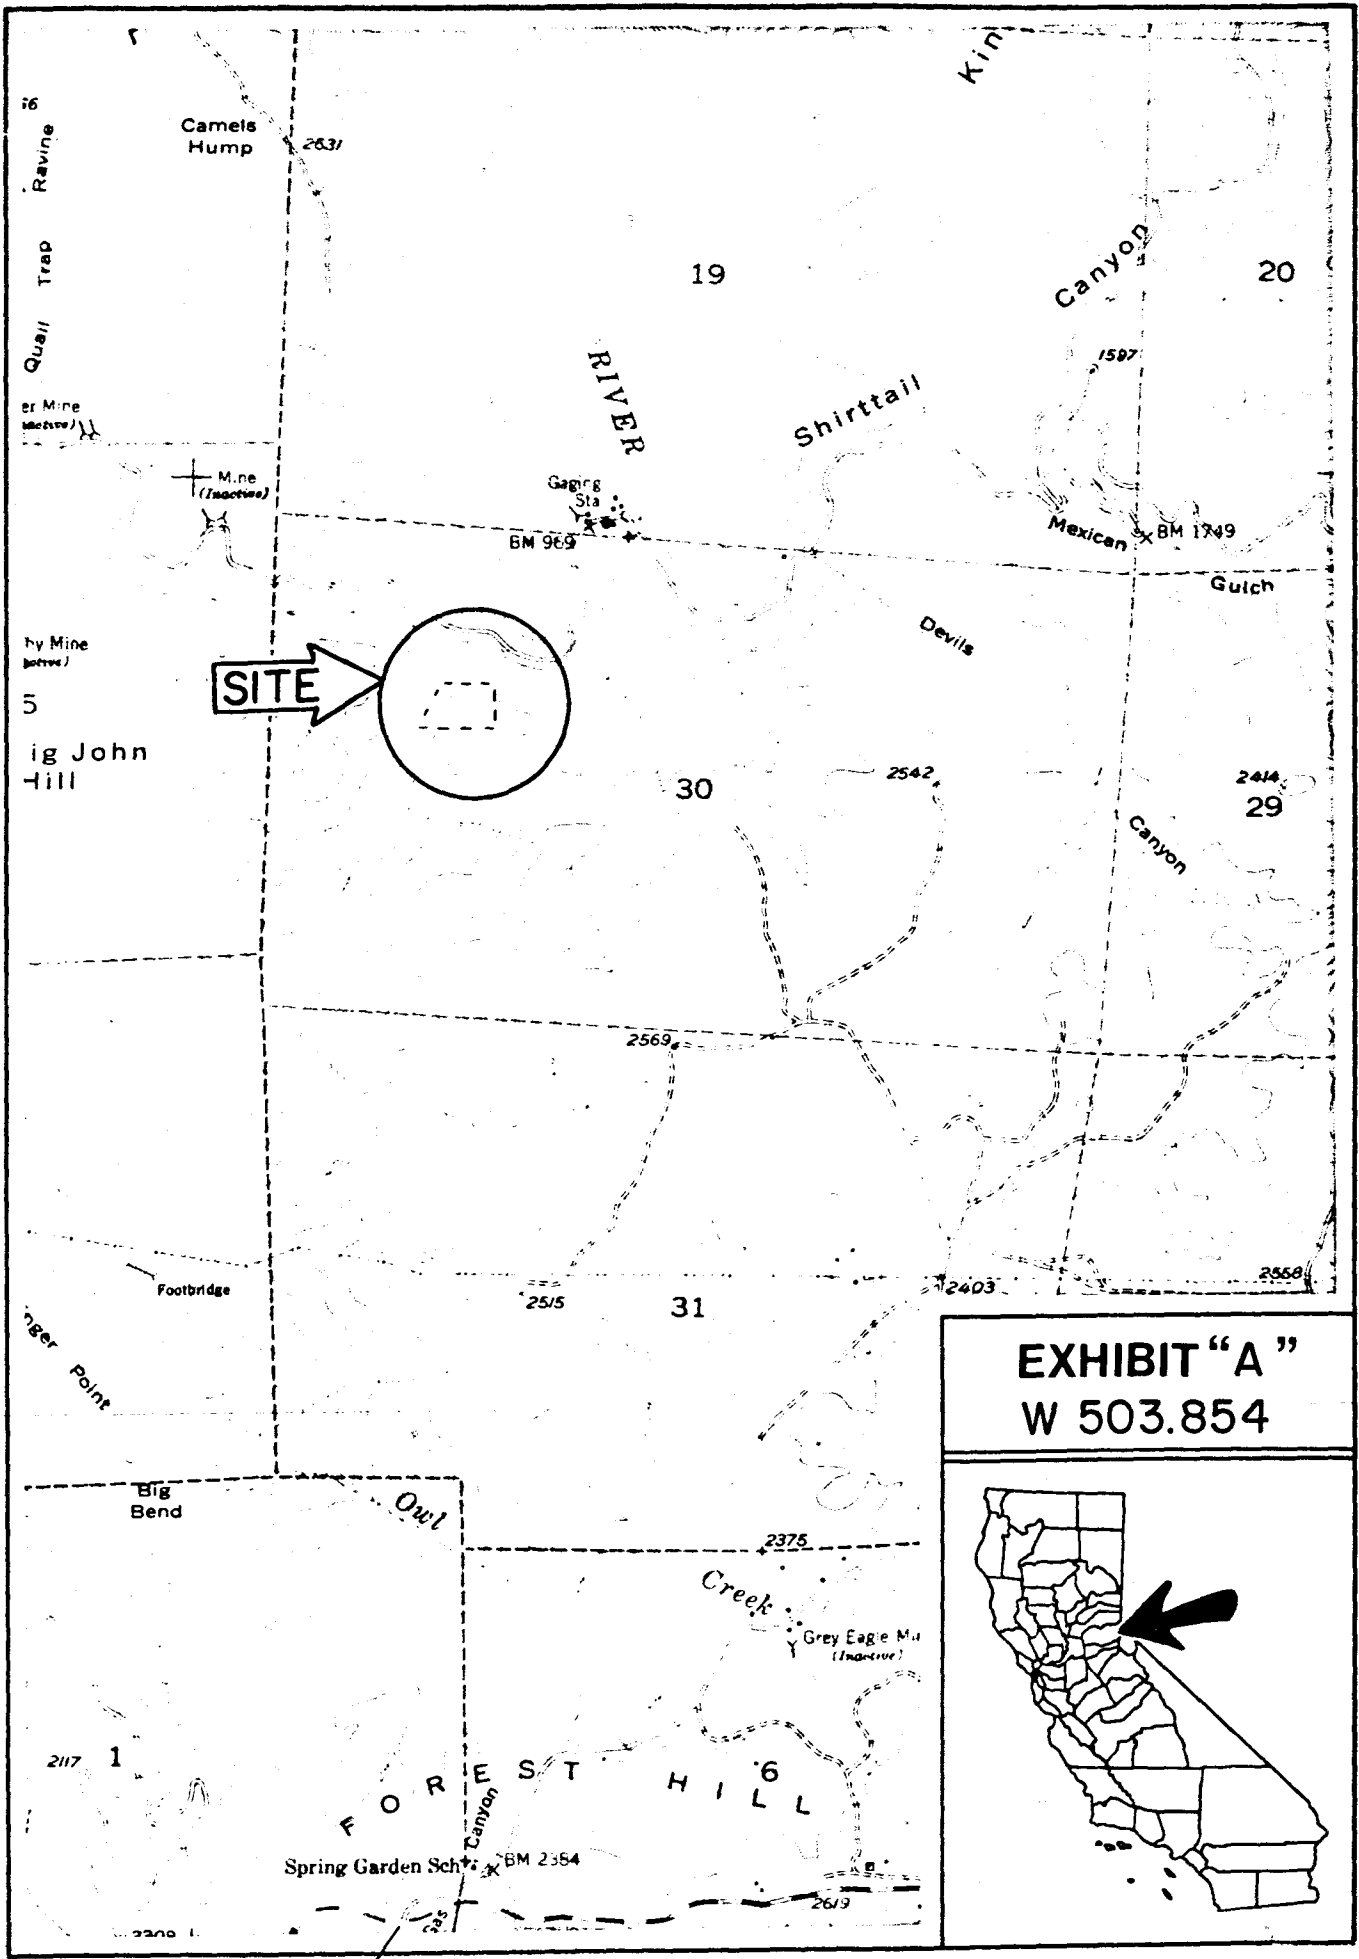 Kin
Camels
Hump
2631
Quail Trap Ravine
19
Canyon
20
RIVER
1597
Shirttail
er Mine
Mine
(Inactive)
Gaging
Sta
BM 969
Mexican
BM 1749
Gulch
Devils
SITE
5
ig John
Hill
30
2542
2414
29
Canyon
2569
Footbridge
2515
31
2403
2558
Point
EXHIBIT "A"
W 503.854
Big
Bend
Owl
2375
Creek
Grey Eagle
(Inactive)
2117
1
6
FOREST HILL
Canyon
Spring Garden Sch
BM 2384
2619
Gas